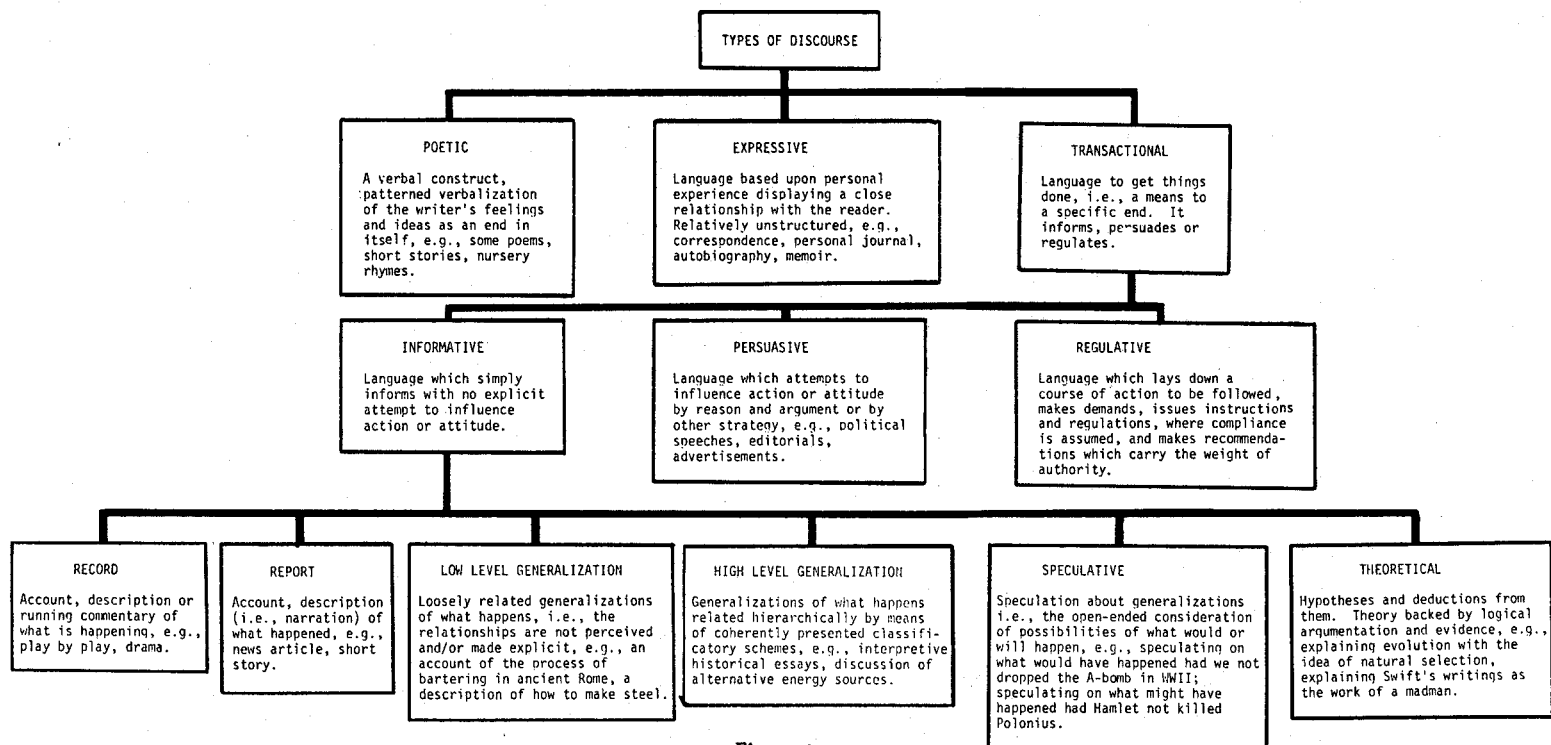 TYPES OF DISCOURSE
POETIC
A verbal construct,
patterned verbalization
of the writer's feelings
and ideas as an end in
itself, e.g., some poems,
short stories, nursery
rhymes.
EXPRESSIVE
Language based upon personal
experience displaying a close
relationship with the reader.
Relatively unstructured, e.g.,
correspondence, personal journal,
autobiography, memoir.
TRANSACTIONAL
Language to get things
done, i.e., a means to
a specific end. It
informs, persuades or
regulates.
INFORMATIVE
Language which simply
informs with no explicit
attempt to influence
action or attitude.
PERSUASIVE
Language which attempts to
influence action or attitude
by reason and argument or by
other strategy, e.g., political
speeches, editorials,
advertisements.
REGULATIVE
Language which lays down a
course of action to be followed,
makes demands, issues instructions
and regulations, where compliance
is assumed, and makes recommenda-
tions which carry the weight of
authority.
RECORD
Account, description or
running commentary of
what is happening, e.g.,
play by play, drama.
REPORT
Account, description
(i.e., narration) of
what happened, e.g.,
news article, short
story.
LOW LEVEL GENERALIZATION
Loosely related generalizations
of what happens, i.e., the
relationships are not perceived
and/or made explicit, e.g., an
account of the process of
bartering in ancient Rome, a
description of how to make steel.
HIGH LEVEL GENERALIZATION
Generalizations of what happens
related hierarchically by means
of coherently presented classifi-
catory schemes, e.g., interpretive
historical essays, discussion of
alternative energy sources.
SPECULATIVE
Speculation about generalizations
i.e., the open-ended consideration
of possibilities of what would or
will happen, e.g., speculating on
what would have happened had we not
dropped the A-bomb in WWII;
speculating on what might have
happened had Hamlet not killed
Polonius.
THEORETICAL
Hypotheses and deductions from
them. Theory backed by logical
argumentation and evidence, e.g.,
explaining evolution with the
idea of natural selection,
explaining Swift's writings as
the work of a madman.